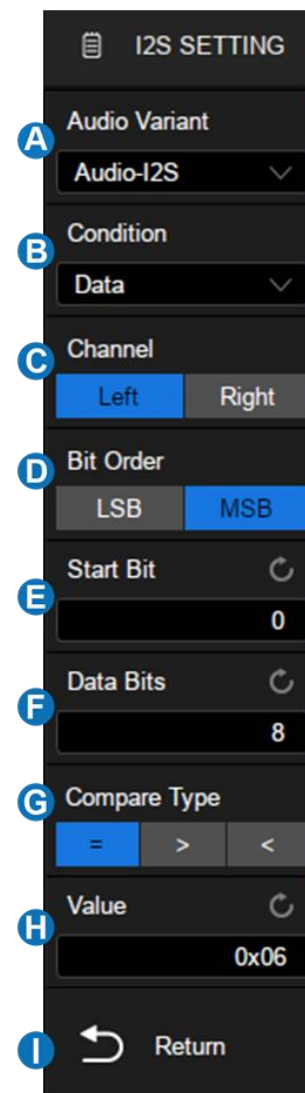 I2S SETTING
A
Audio Variant
Audio-I2S
B
Condition
Data
C
Channel
Left Right
D
Bit Order
LSB MSB
E
Start Bit
0
F
Data Bits
8
G
Compare Type
= > <
H
Value
0x06
I
Return